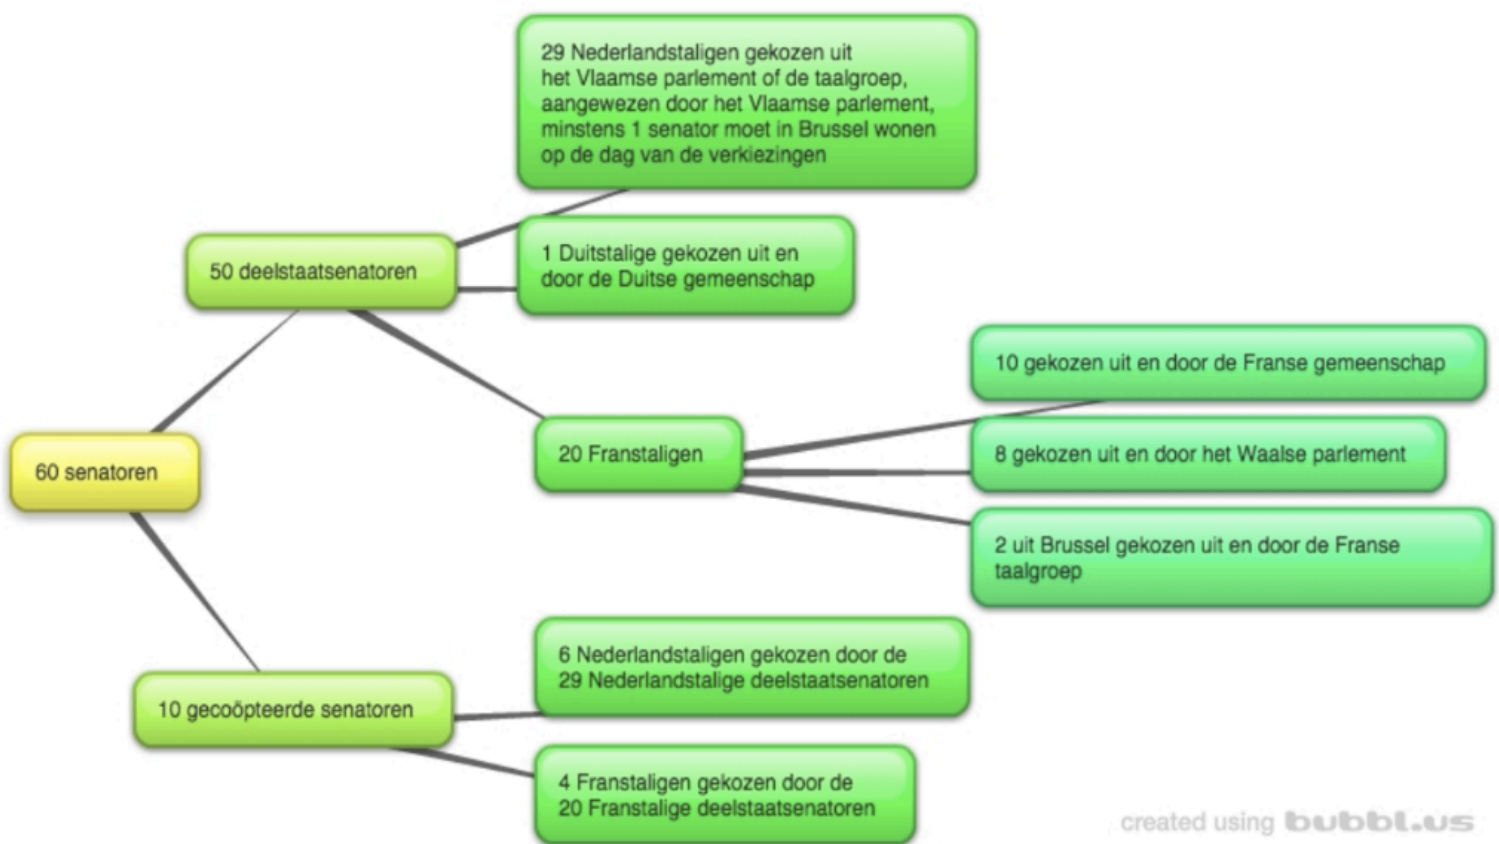 29 Nederlandstaligen gekozen uit
het Vlaamse parlement of de taalgroep,
aangewezen door het Vlaamse parlement,
minstens 1 senator moet in Brussel wonen
op de dag van de verkiezingen
50 deelstaatsenatoren
1 Duitstalige gekozen uit en
door de Duitse gemeenschap
10 gekozen uit en door de Franse gemeenschap
60 senatoren
20 Franstaligen
8 gekozen uit en door het Waalse parlement
2 uit Brussel gekozen uit en door de Franse
taalgroep
10 gecoöpteerde senatoren
6 Nederlandstaligen gekozen door de
29 Nederlandstalige deelstaatsenatoren
4 Franstaligen gekozen door de
20 Franstalige deelstaatsenatoren
created using bubbl.us